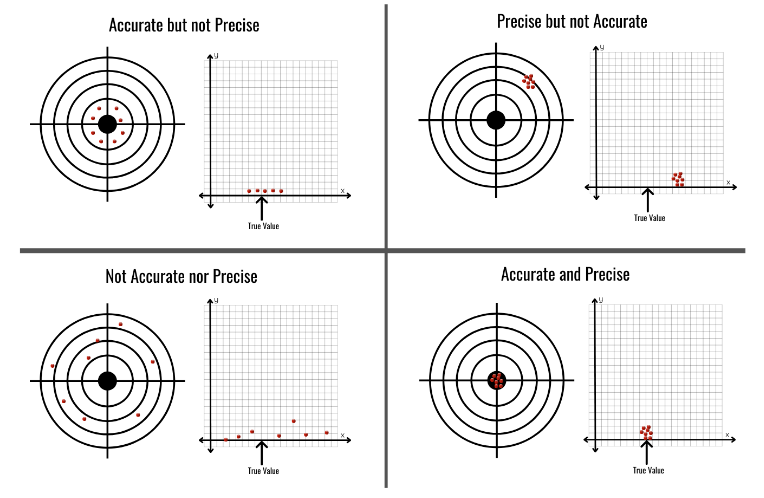 Accurate but not Precise
y
x
True Value
Precise but not Accurate
y
x
True Value
Not Accurate nor Precise
y
x
True Value
Accurate and Precise
y
x
True Value